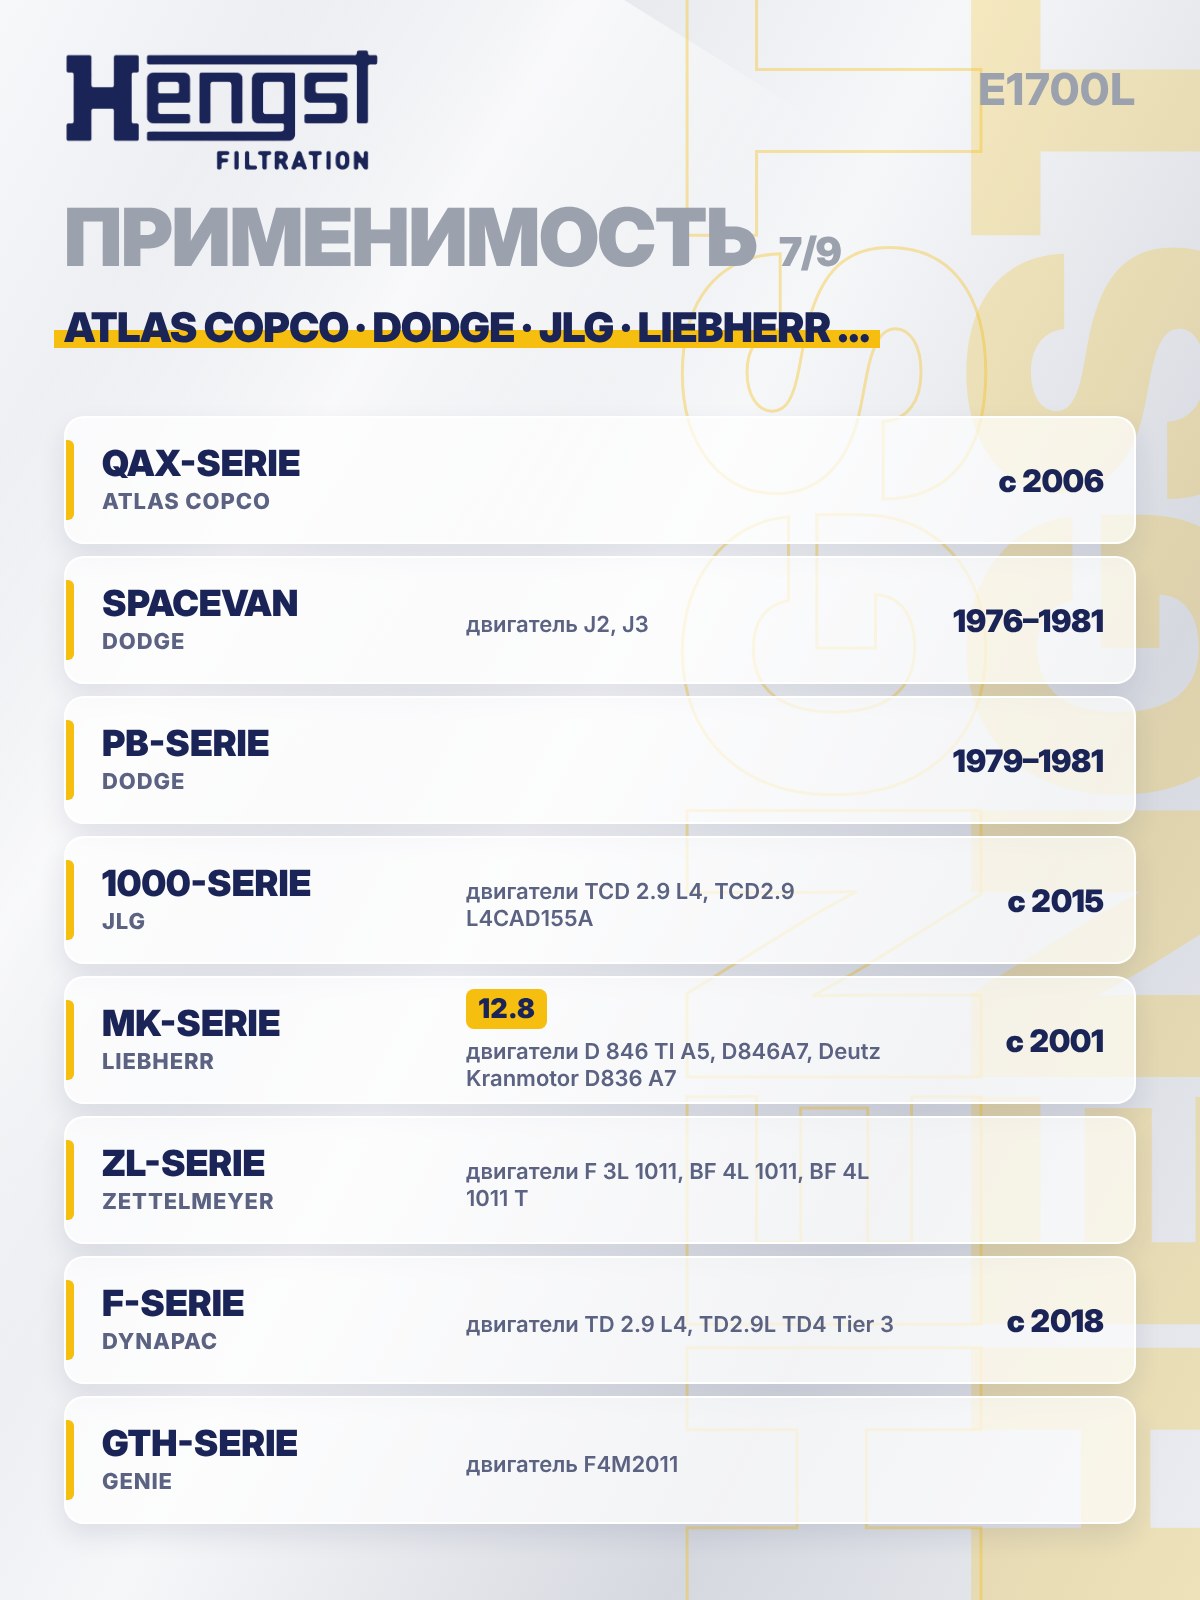 Hengst
FILTRATION
E1700L
ПРИМЕНИМОСТЬ 7/9
ATLAS COPCO · DODGE · JLG · LIEBHERR ...
QAX-SERIE
ATLAS COPCO
с 2006
SPACEVAN
DODGE
двигатель J2, J3
1976–1981
PB-SERIE
DODGE
1979–1981
1000-SERIE
JLG
двигатели TCD 2.9 L4, TCD2.9
L4CAD155A
с 2015
MK-SERIE
LIEBHERR
12.8
двигатели D 846 TI A5, D846A7, Deutz
Kranmotor D836 A7
с 2001
ZL-SERIE
ZETTELMEYER
двигатели F 3L 1011, BF 4L 1011, BF 4L
1011 T
F-SERIE
DYNAPAC
двигатели TD 2.9 L4, TD2.9L TD4 Tier 3
с 2018
GTH-SERIE
GENIE
двигатель F4M2011
HENGST
HENGST